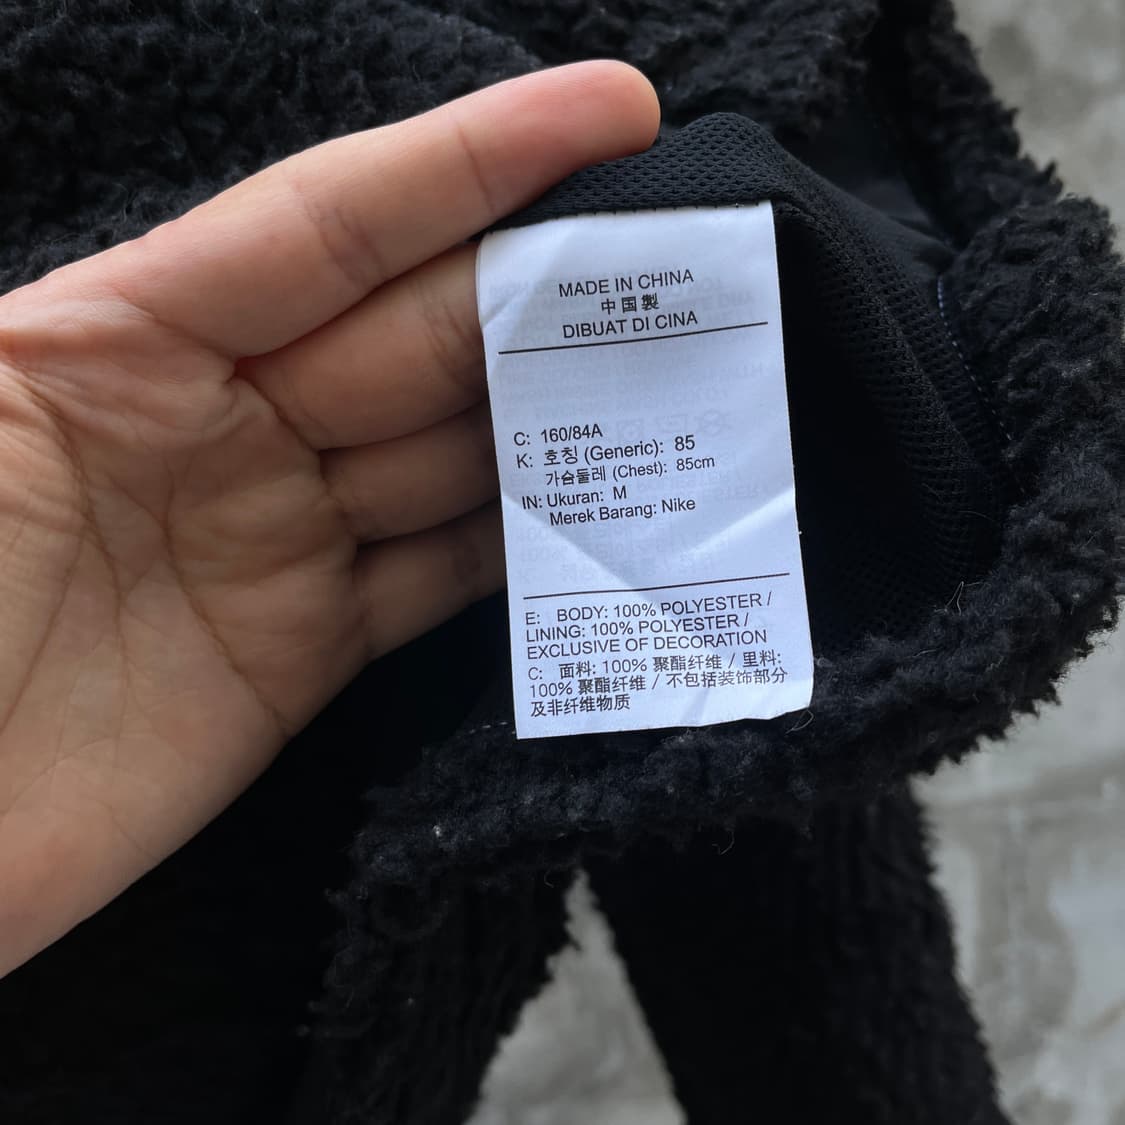 MADE IN CHINA
中国製
DIBUAT DI CINA
C: 160/84A
K: 호칭 (Generic): 85
가슴둘레 (Chest): 85cm
IN: Ukuran: M
Merek Barang: Nike
E: BODY: 100% POLYESTER /
LINING: 100% POLYESTER /
EXCLUSIVE OF DECORATION
C: 面料: 100% 聚酯纤维 / 里料:
100% 聚酯纤维 / 不包括装饰部分
及非纤维物质